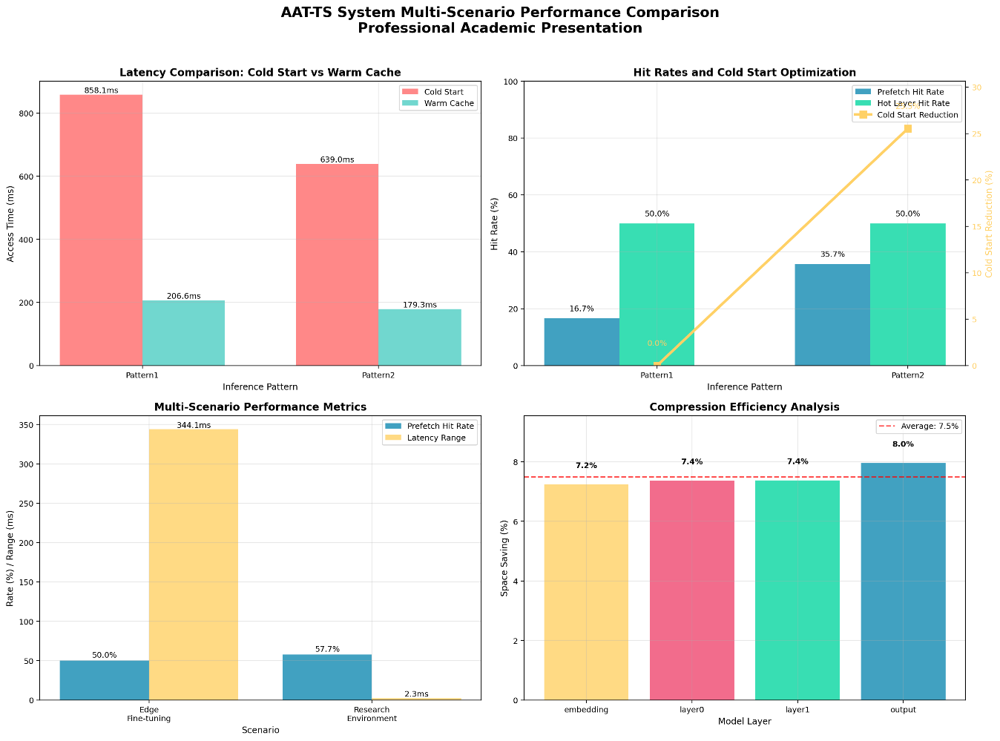 AAT-TS System Multi-Scenario Performance Comparison
Professional Academic Presentation
Latency Comparison: Cold Start vs Warm Cache
Cold Start
Warm Cache
858.1ms
206.6ms
639.0ms
179.3ms
800
600
400
200
0
Access Time (ms)
Pattern1
Pattern2
Inference Pattern
Hit Rates and Cold Start Optimization
Prefetch Hit Rate
Hot Layer Hit Rate
Cold Start Reduction
100
80
60
40
20
0
Hit Rate (%)
16.7%
50.0%
0.0%
35.7%
50.0%
30
25
20
15
10
5
0
Cold Start Reduction (%)
Pattern1
Pattern2
Inference Pattern
Multi-Scenario Performance Metrics
Prefetch Hit Rate
Latency Range
350
300
250
200
150
100
50
0
Rate (%) / Range (ms)
50.0%
344.1ms
57.7%
2.3ms
Edge
Fine-tuning
Research
Environment
Scenario
Compression Efficiency Analysis
Average: 7.5%
8
6
4
2
0
Space Saving (%)
7.2%
7.4%
7.4%
8.0%
embedding
layer0
layer1
output
Model Layer